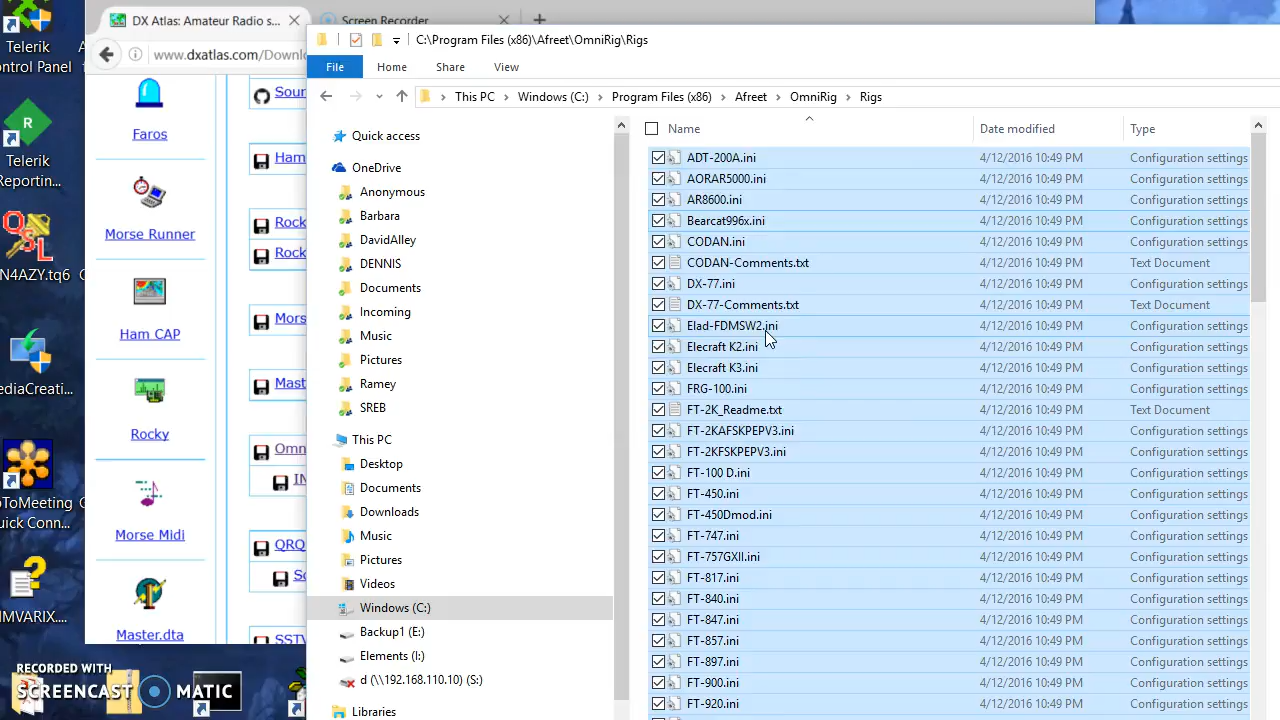 Telerik
Control Panel
Telerik
Reporting...
N4AZY.tq6
MediaCreati...
GoToMeeting
Quick Conn...
MMVARIX....
RECORDED WITH
SCREENCAST MATIC
DX Atlas: Amateur Radio s...
Screen Recorder
www.dxatlas.com/Downlo
Faros
Morse Runner
Ham CAP
Rocky
Morse Midi
Master.dta
Sour
Ham
Rock
Rock
Mors
Mast
Omn
IN
QRQ
So
SSTV
C:\Program Files (x86)\Afreet\OmniRig\Rigs
File Home Share View
This PC > Windows (C:) > Program Files (x86) > Afreet > OmniRig > Rigs
Quick access
OneDrive
Anonymous
Barbara
DavidAlley
DENNIS
Documents
Incoming
Music
Pictures
Ramey
SREB
This PC
Desktop
Documents
Downloads
Music
Pictures
Videos
Windows (C:)
Backup1 (E:)
Elements (I:)
d (\\192.168.110.10) (S:)
Libraries
Name Date modified Type
ADT-200A.ini 4/12/2016 10:49 PM Configuration settings
AORAR5000.ini 4/12/2016 10:49 PM Configuration settings
AR8600.ini 4/12/2016 10:49 PM Configuration settings
Bearcat996x.ini 4/12/2016 10:49 PM Configuration settings
CODAN.ini 4/12/2016 10:49 PM Configuration settings
CODAN-Comments.txt 4/12/2016 10:49 PM Text Document
DX-77.ini 4/12/2016 10:49 PM Configuration settings
DX-77-Comments.txt 4/12/2016 10:49 PM Text Document
Elad-FDMSW2.ini 4/12/2016 10:49 PM Configuration settings
Elecraft K2.ini 4/12/2016 10:49 PM Configuration settings
Elecraft K3.ini 4/12/2016 10:49 PM Configuration settings
FRG-100.ini 4/12/2016 10:49 PM Configuration settings
FT-2K_Readme.txt 4/12/2016 10:49 PM Text Document
FT-2KAFSKPEPV3.ini 4/12/2016 10:49 PM Configuration settings
FT-2KFSKPEPV3.ini 4/12/2016 10:49 PM Configuration settings
FT-100 D.ini 4/12/2016 10:49 PM Configuration settings
FT-450.ini 4/12/2016 10:49 PM Configuration settings
FT-450Dmod.ini 4/12/2016 10:49 PM Configuration settings
FT-747.ini 4/12/2016 10:49 PM Configuration settings
FT-757GXII.ini 4/12/2016 10:49 PM Configuration settings
FT-817.ini 4/12/2016 10:49 PM Configuration settings
FT-840.ini 4/12/2016 10:49 PM Configuration settings
FT-847.ini 4/12/2016 10:49 PM Configuration settings
FT-857.ini 4/12/2016 10:49 PM Configuration settings
FT-897.ini 4/12/2016 10:49 PM Configuration settings
FT-900.ini 4/12/2016 10:49 PM Configuration settings
FT-920.ini 4/12/2016 10:49 PM Configuration settings